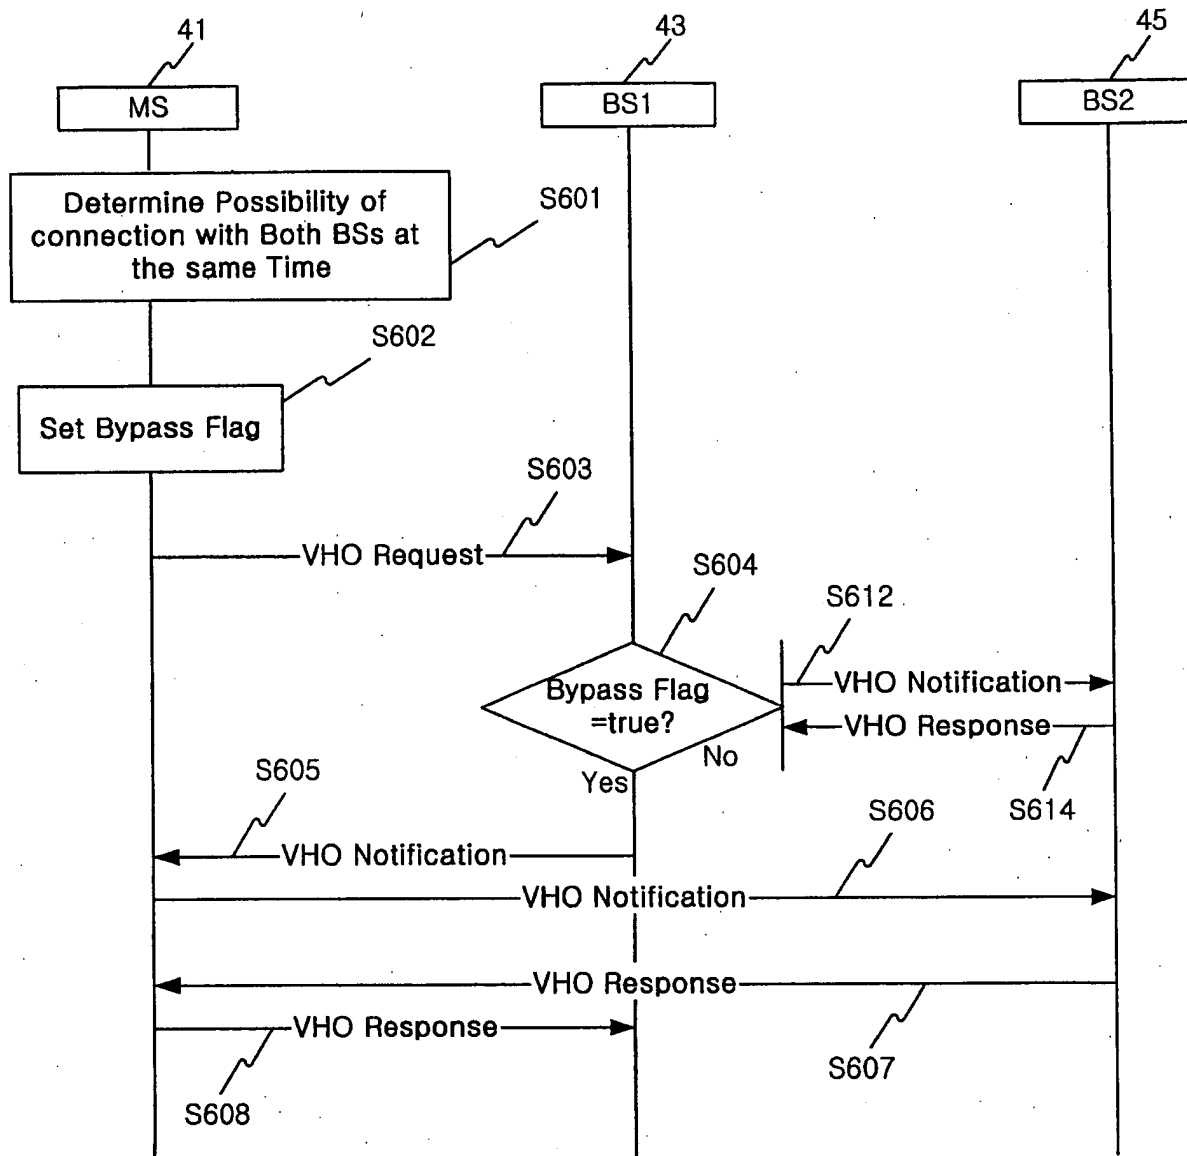 41
43
45
MS
BS1
BS2
Determine Possibility of
connection with Both BSs at
the same Time
S601
S602
Set Bypass Flag
S603
VHO Request
S604
S612
Bypass Flag
=true?
VHO Notification
VHO Response
No
Yes
S605
S614
S606
VHO Notification
VHO Notification
VHO Response
VHO Response
S607
S608